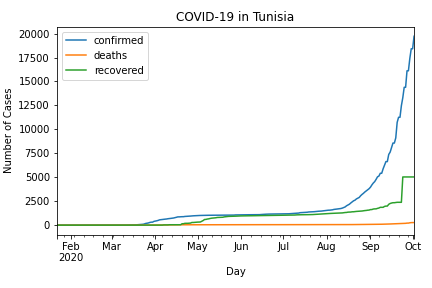 COVID-19 in Tunisia
confirmed
deaths
recovered
Number of Cases
20000
17500
15000
12500
10000
7500
5000
2500
0
Feb Mar Apr May Jun Jul Aug Sep Oct
2020
Day